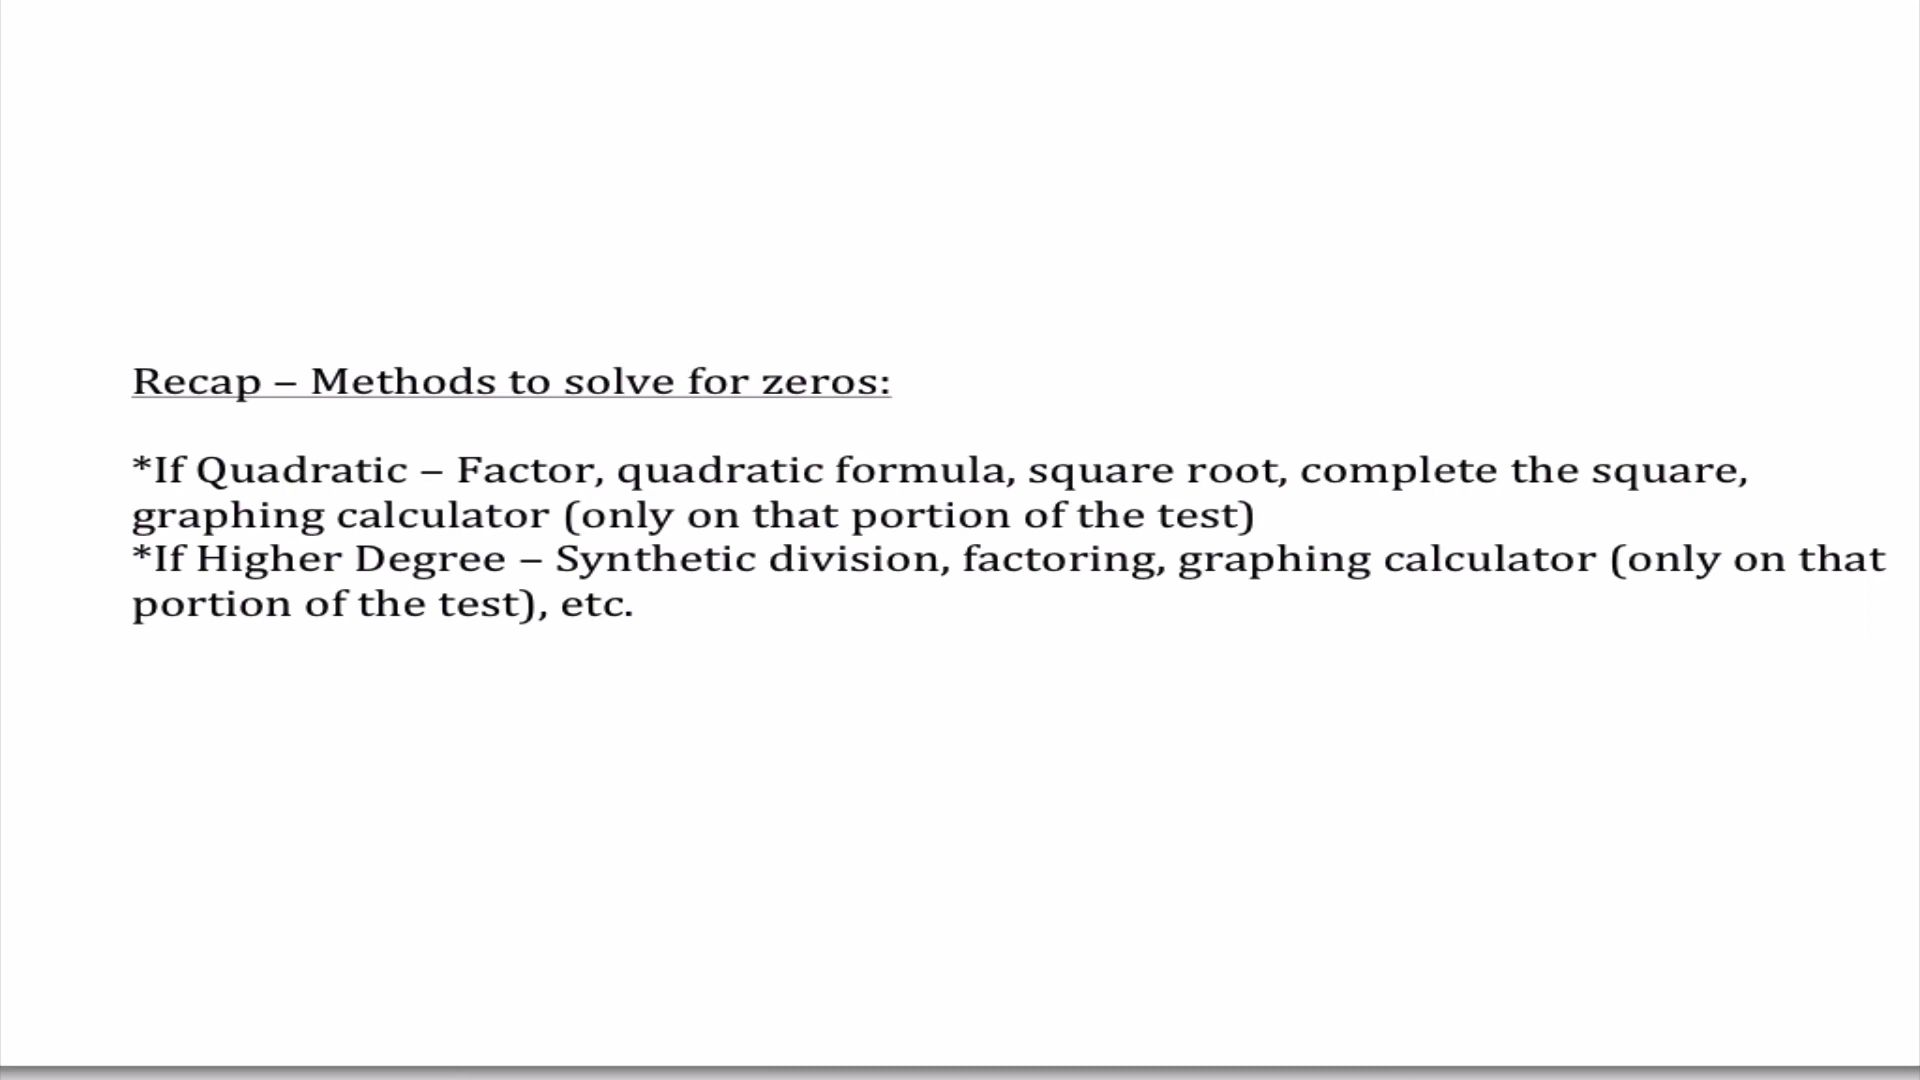 Recap – Methods to solve for zeros:
*If Quadratic – Factor, quadratic formula, square root, complete the square,
graphing calculator (only on that portion of the test)
*If Higher Degree – Synthetic division, factoring, graphing calculator (only on that
portion of the test), etc.